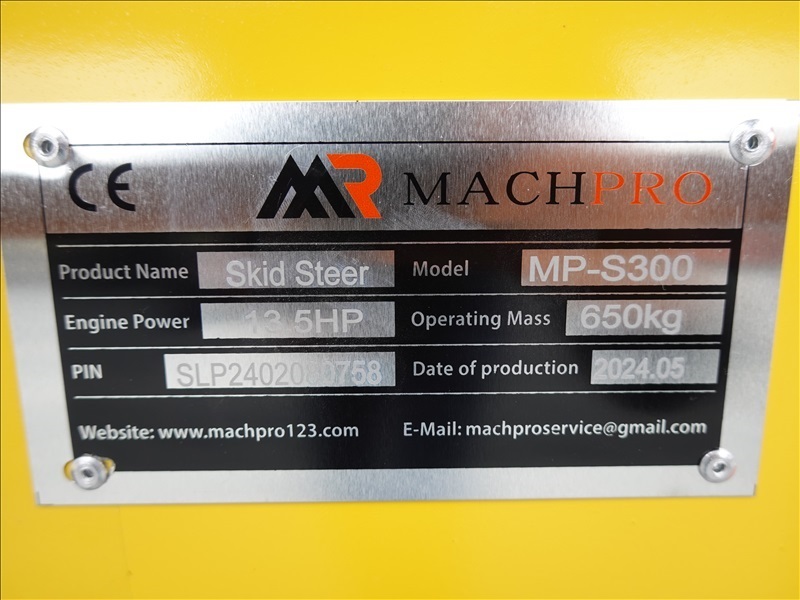 CE MR MACHPRO
Product Name Skid Steer Model MP-S300
Engine Power 13.5HP Operating Mass 650kg
PIN Date of production 2024.05
Website: www.machpro123.com E-Mail: machproservice@gmail.com